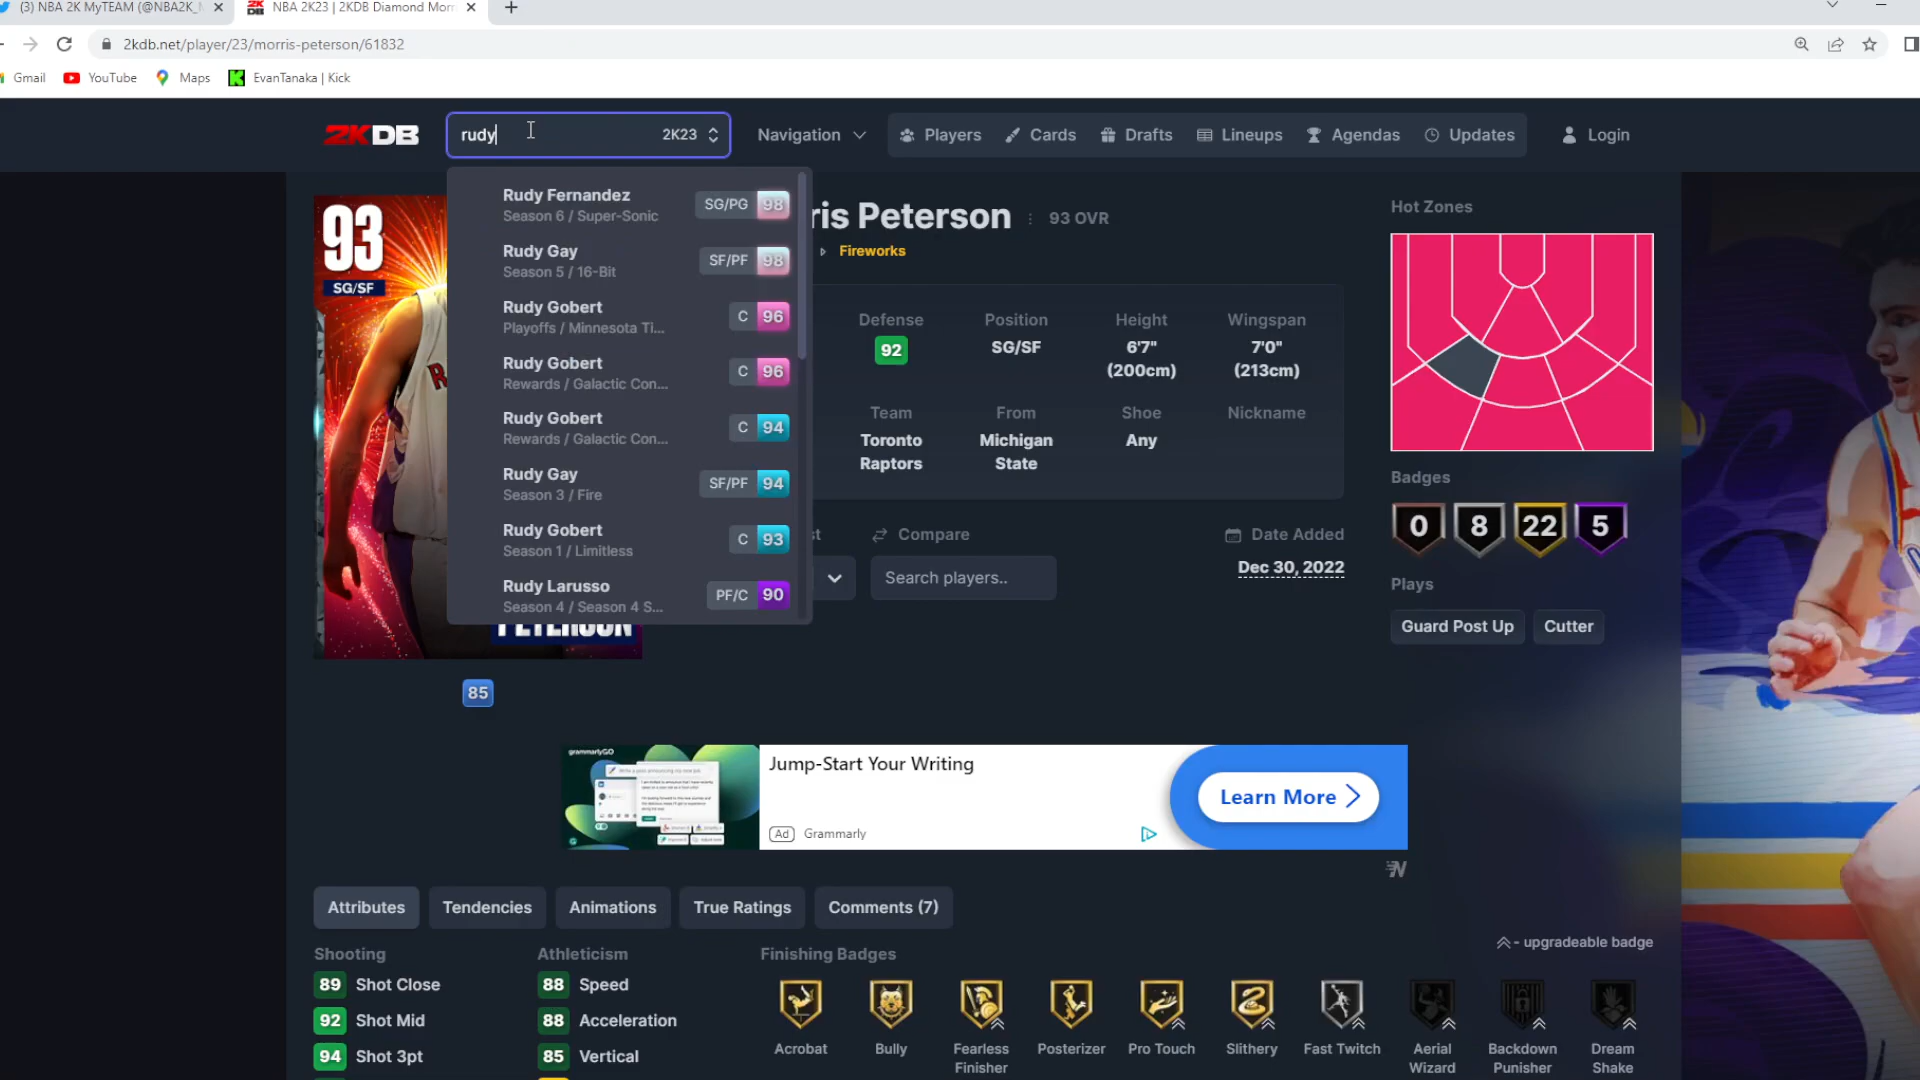 (3) NBA 2K MyTEAM (@NBA2K_
NBA 2K23 | 2KDB Diamond Morr
2kdb.net/player/23/morris-peterson/61832
Gmail
YouTube
Maps
EvanTanaka | Kick
2KDB
rudy
2K23
Navigation
Players
Cards
Drafts
Lineups
Agendas
Updates
Login
93
SG/SF
Rudy Fernandez
Season 6 / Super-Sonic
SG/PG 98
Rudy Gay
Season 5 / 16-Bit
SF/PF 98
Rudy Gobert
Playoffs / Minnesota Ti...
C 96
Rudy Gobert
Rewards / Galactic Con...
C 96
Rudy Gobert
Rewards / Galactic Con...
C 94
Rudy Gay
Season 3 / Fire
SF/PF 94
Rudy Gobert
Season 1 / Limitless
C 93
Rudy Larusso
Season 4 / Season 4 S...
PF/C 90
PETERSON
85
ris Peterson
93 OVR
Fireworks
Defense
92
Position
SG/SF
Height
6'7"
(200cm)
Wingspan
7'0"
(213cm)
Team
Toronto
Raptors
From
Michigan
State
Shoe
Any
Nickname
st
Compare
Search players..
Date Added
Dec 30, 2022
Hot Zones
Badges
0 8 22 5
Plays
Guard Post Up
Cutter
grammarlyGO
Jump-Start Your Writing
Ad Grammarly
Learn More
Attributes
Tendencies
Animations
True Ratings
Comments (7)
- upgradeable badge
Shooting
89 Shot Close
92 Shot Mid
94 Shot 3pt
Athleticism
88 Speed
88 Acceleration
85 Vertical
Finishing Badges
Acrobat
Bully
Fearless
Finisher
Posterizer
Pro Touch
Slithery
Fast Twitch
Aerial
Wizard
Backdown
Punisher
Dream
Shake